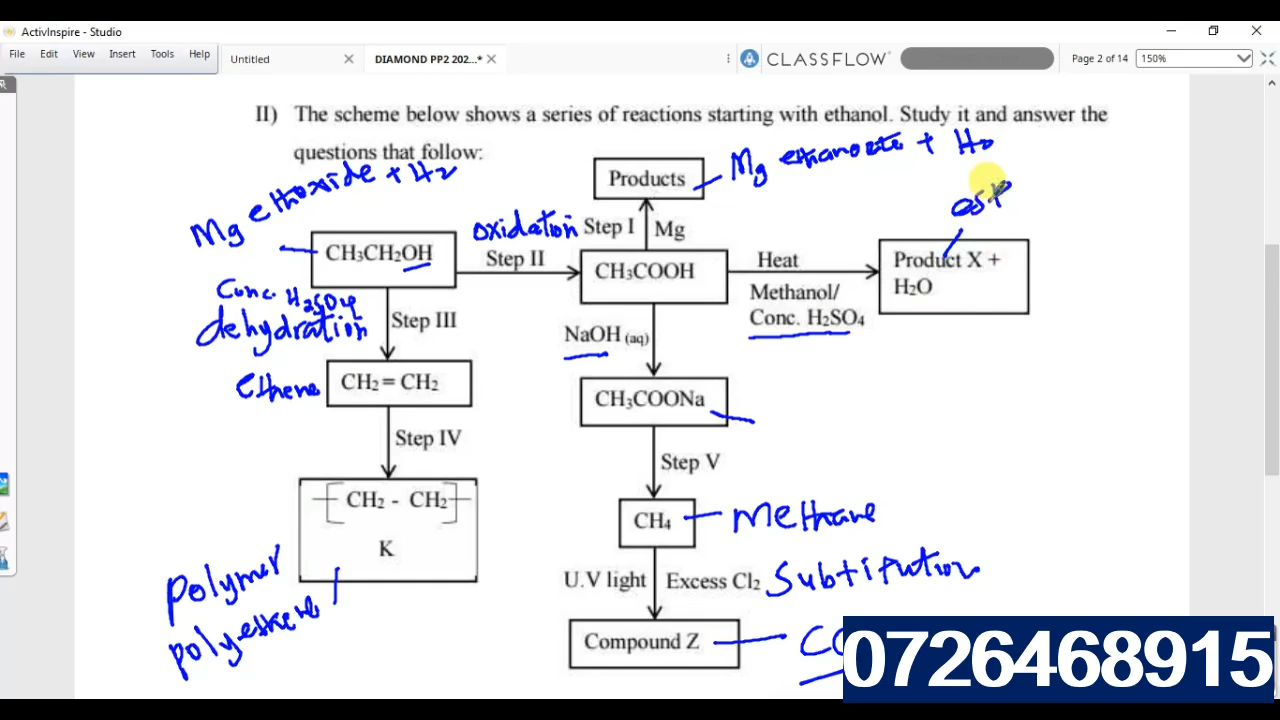 ActivInspire - Studio
File Edit View Insert Tools Help
Untitled
DIAMOND PP2 202...*
CLASSFLOW
Page 2 of 14
150%
II) The scheme below shows a series of reactions starting with ethanol. Study it and answer the
questions that follow:
Mg ethoxide + H2
Products
Mg ethanoate + H2
oxidation
Step I
Mg
CH₃CH₂OH
Step II
CH₃COOH
Heat
Methanol/
Conc. H₂SO₄
Product X +
H₂O
Conc. H2SO4
dehydration
Step III
NaOH (aq)
Ethene
CH₂ = CH₂
CH₃COONa
Step IV
Step V
CH₂ - CH₂
K
CH₄
Methane
polymer
U.V light
Excess Cl₂
Compound Z
0726468915